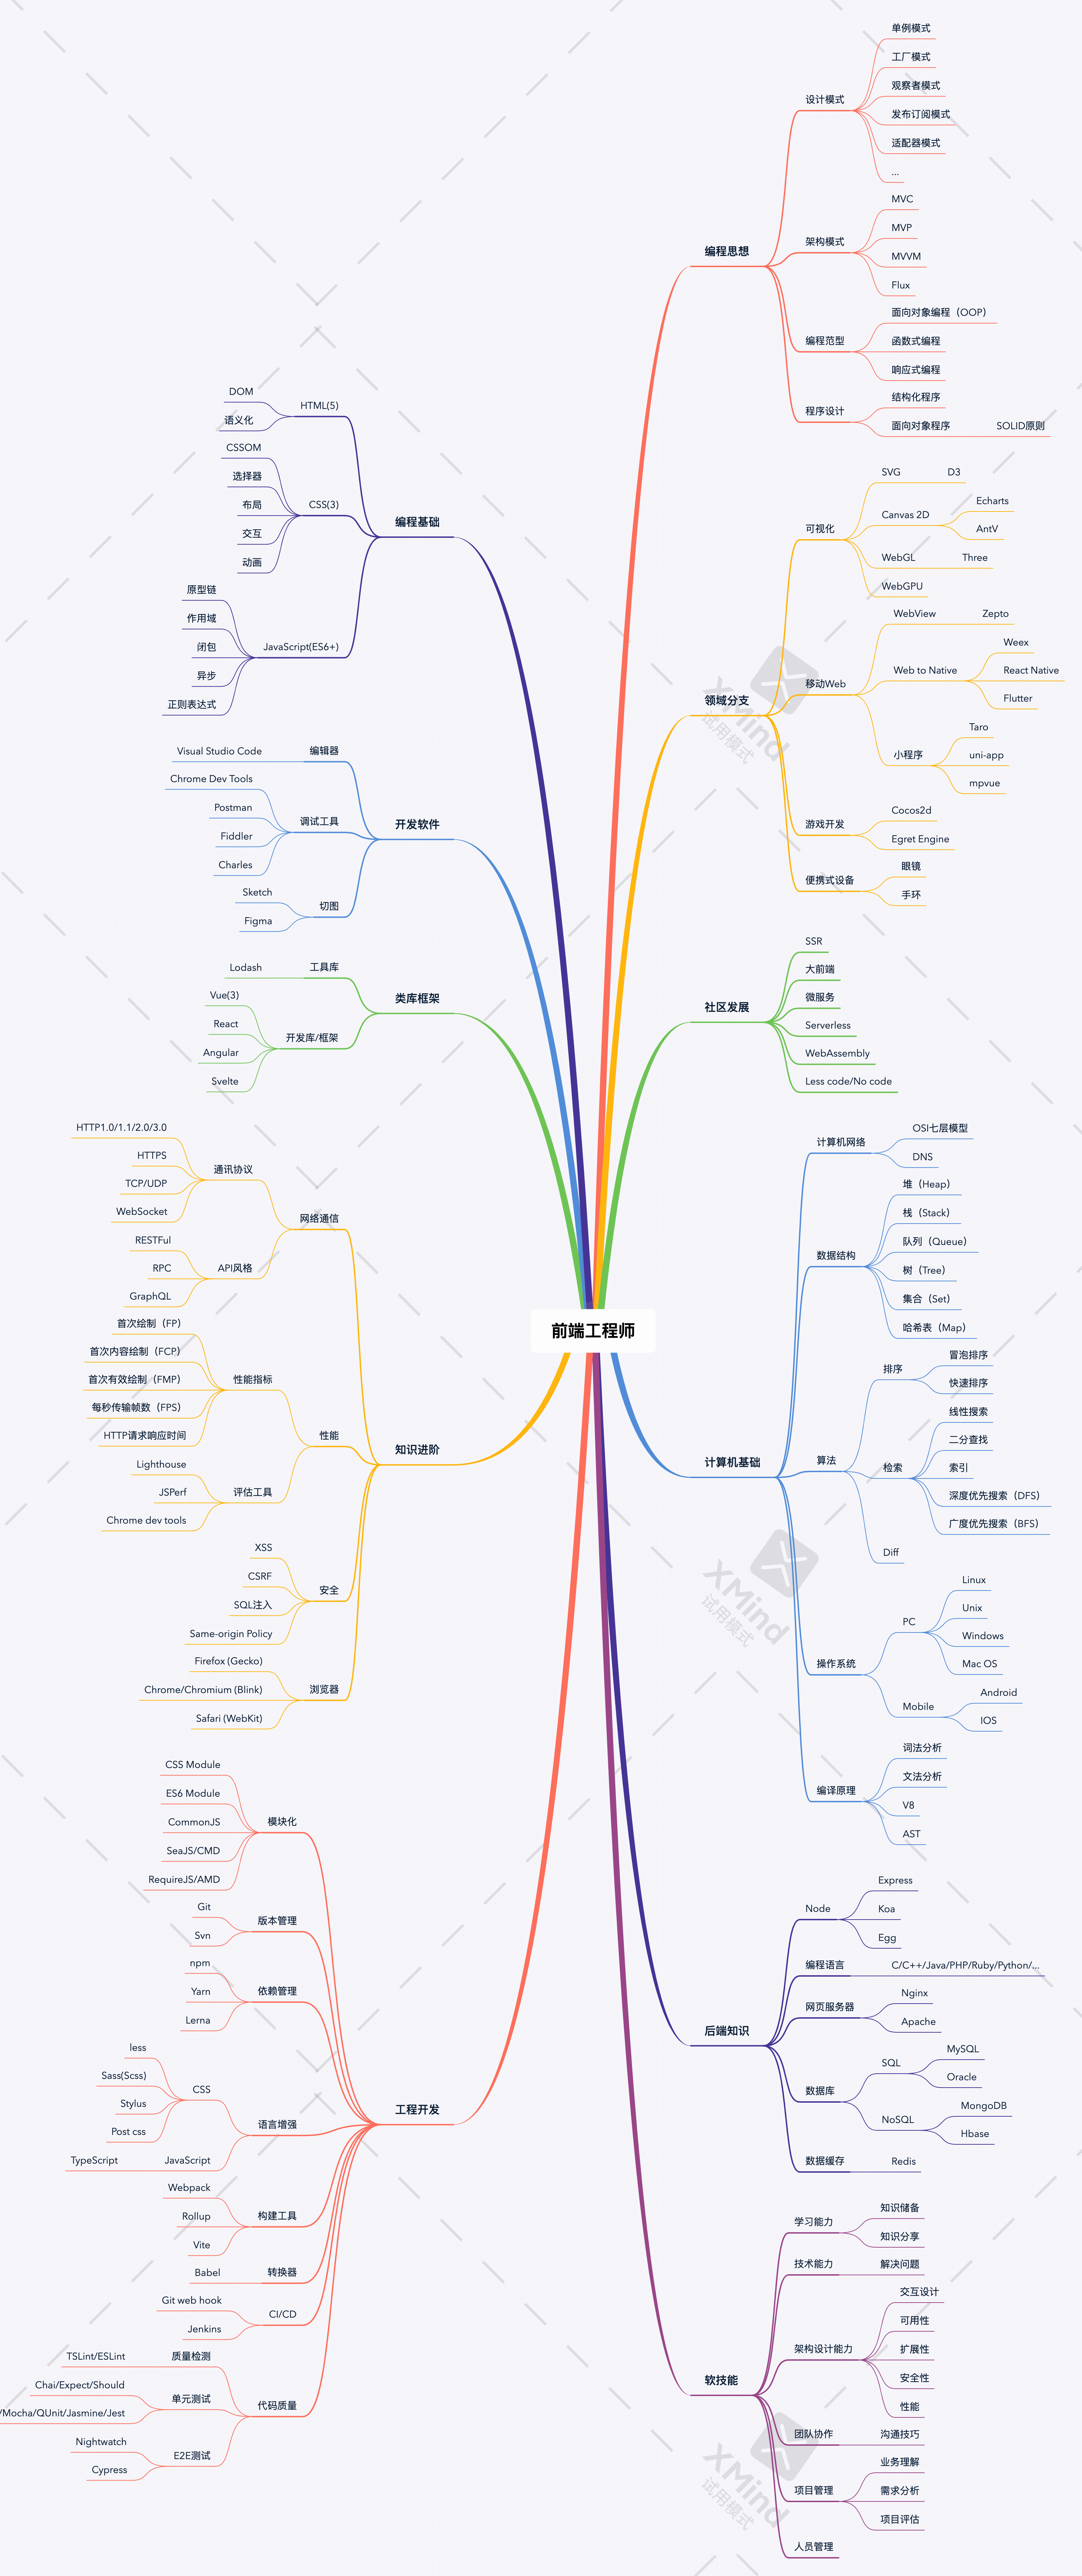 前端工程师
编程思想
设计模式
单例模式
工厂模式
观察者模式
发布订阅模式
适配器模式
...
架构模式
MVC
MVP
MVVM
Flux
编程范型
面向对象编程（OOP）
函数式编程
响应式编程
程序设计
结构化程序
面向对象程序
SOLID原则
领域分支
可视化
SVG
D3
Canvas 2D
Echarts
AntV
WebGL
Three
WebGPU
移动Web
WebView
Zepto
Web to Native
Weex
React Native
Flutter
小程序
Taro
uni-app
mpvue
游戏开发
Cocos2d
Egret Engine
便携式设备
眼镜
手环
社区发展
SSR
大前端
微服务
Serverless
WebAssembly
Less code/No code
计算机基础
计算机网络
OSI七层模型
DNS
数据结构
堆（Heap）
栈（Stack）
队列（Queue）
树（Tree）
集合（Set）
哈希表（Map）
算法
排序
冒泡排序
快速排序
检索
线性搜索
二分查找
索引
深度优先搜索（DFS）
广度优先搜索（BFS）
Diff
操作系统
PC
Linux
Unix
Windows
Mac OS
Mobile
Android
IOS
编译原理
词法分析
文法分析
V8
AST
后端知识
Node
Express
Koa
Egg
编程语言
C/C++/Java/PHP/Ruby/Python/...
网页服务器
Nginx
Apache
数据库
SQL
MySQL
Oracle
NoSQL
MongoDB
Hbase
数据缓存
Redis
软技能
学习能力
知识储备
知识分享
技术能力
解决问题
架构设计能力
交互设计
可用性
扩展性
安全性
性能
团队协作
沟通技巧
项目管理
业务理解
需求分析
项目评估
人员管理
编程基础
HTML(5)
DOM
语义化
CSS(3)
CSSOM
选择器
布局
交互
动画
JavaScript(ES6+)
原型链
作用域
闭包
异步
正则表达式
开发软件
编辑器
Visual Studio Code
调试工具
Chrome Dev Tools
Postman
Fiddler
Charles
切图
Sketch
Figma
类库框架
工具库
Lodash
开发库/框架
Vue(3)
React
Angular
Svelte
知识进阶
网络通信
通讯协议
HTTP1.0/1.1/2.0/3.0
HTTPS
TCP/UDP
WebSocket
API风格
RESTFul
RPC
GraphQL
性能
性能指标
首次绘制（FP）
首次内容绘制（FCP）
首次有效绘制（FMP）
每秒传输帧数（FPS）
HTTP请求响应时间
评估工具
Lighthouse
JSPerf
Chrome dev tools
安全
XSS
CSRF
SQL注入
Same-origin Policy
浏览器
Firefox (Gecko)
Chrome/Chromium (Blink)
Safari (WebKit)
工程开发
模块化
CSS Module
ES6 Module
CommonJS
SeaJS/CMD
RequireJS/AMD
版本管理
Git
Svn
依赖管理
npm
Yarn
Lerna
语言增强
CSS
less
Sass(Scss)
Stylus
Post css
JavaScript
TypeScript
构建工具
Webpack
Rollup
Vite
转换器
Babel
CI/CD
Git web hook
Jenkins
代码质量
质量检测
TSLint/ESLint
单元测试
Chai/Expect/Should
/Mocha/QUnit/Jasmine/Jest
E2E测试
Nightwatch
Cypress
XMind
试用模式
XMind
试用模式
XMind
试用模式